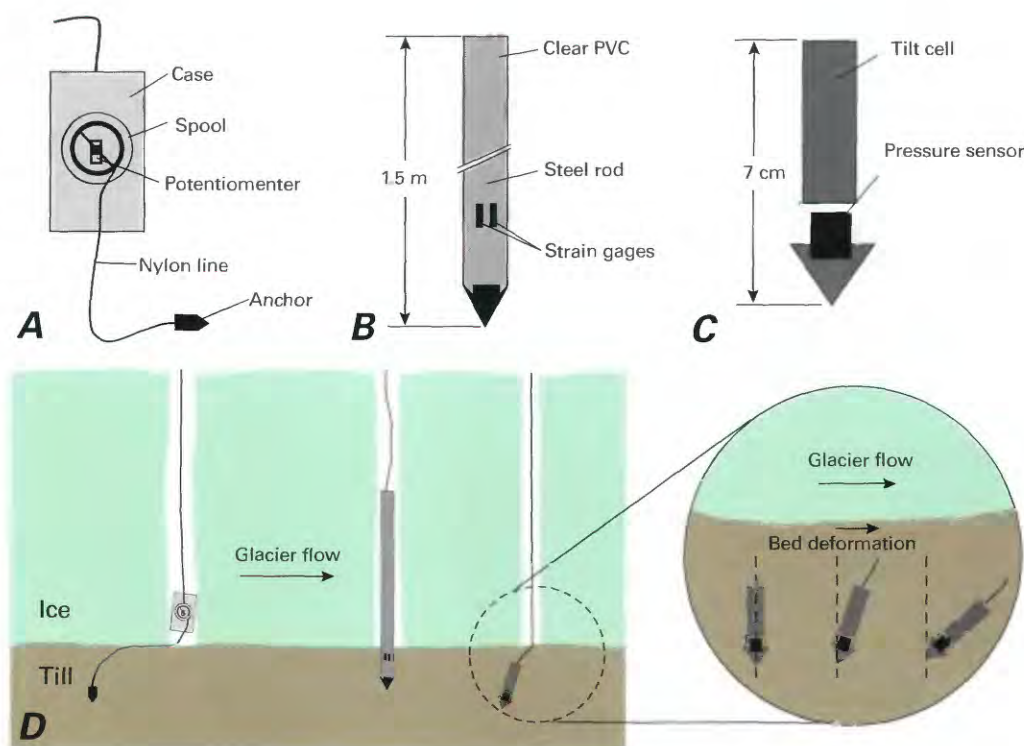 Case
Spool
Potentiomenter
Nylon line
Anchor
A
Clear PVC
1.5 m
Steel rod
Strain gages
B
Tilt cell
Pressure sensor
7 cm
C
Glacier flow
Ice
Till
D
Glacier flow
Bed deformation